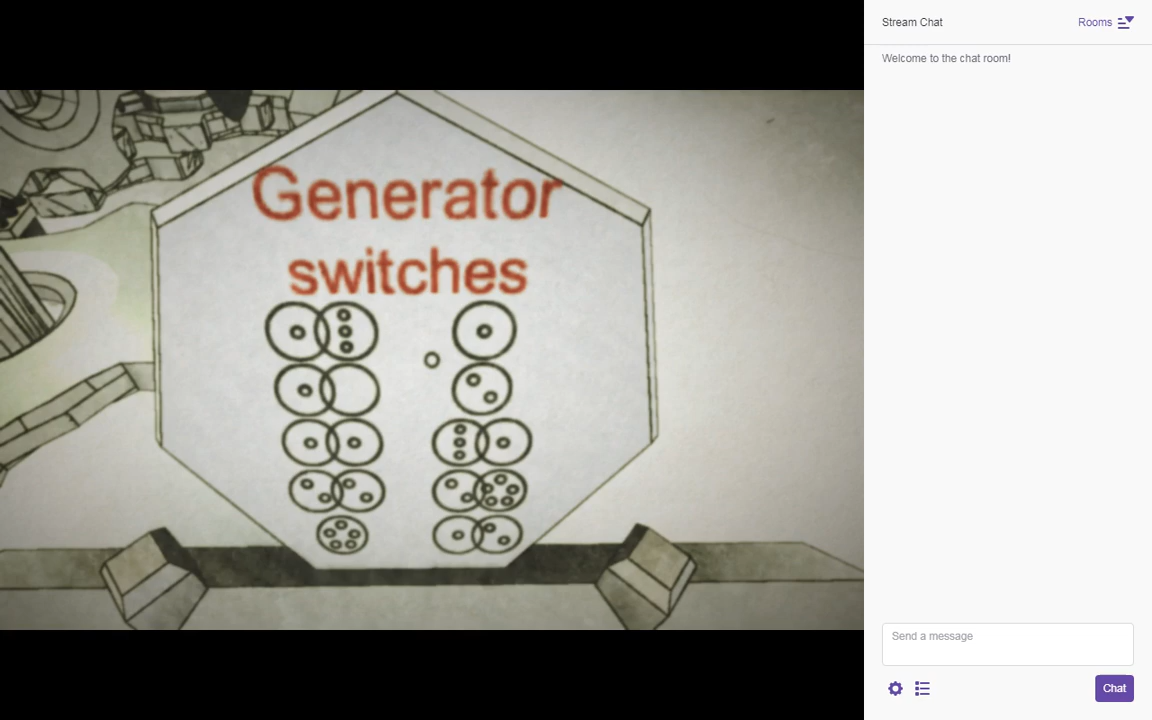 Stream Chat
Rooms
Welcome to the chat room!
Generator
switches
Send a message
Chat